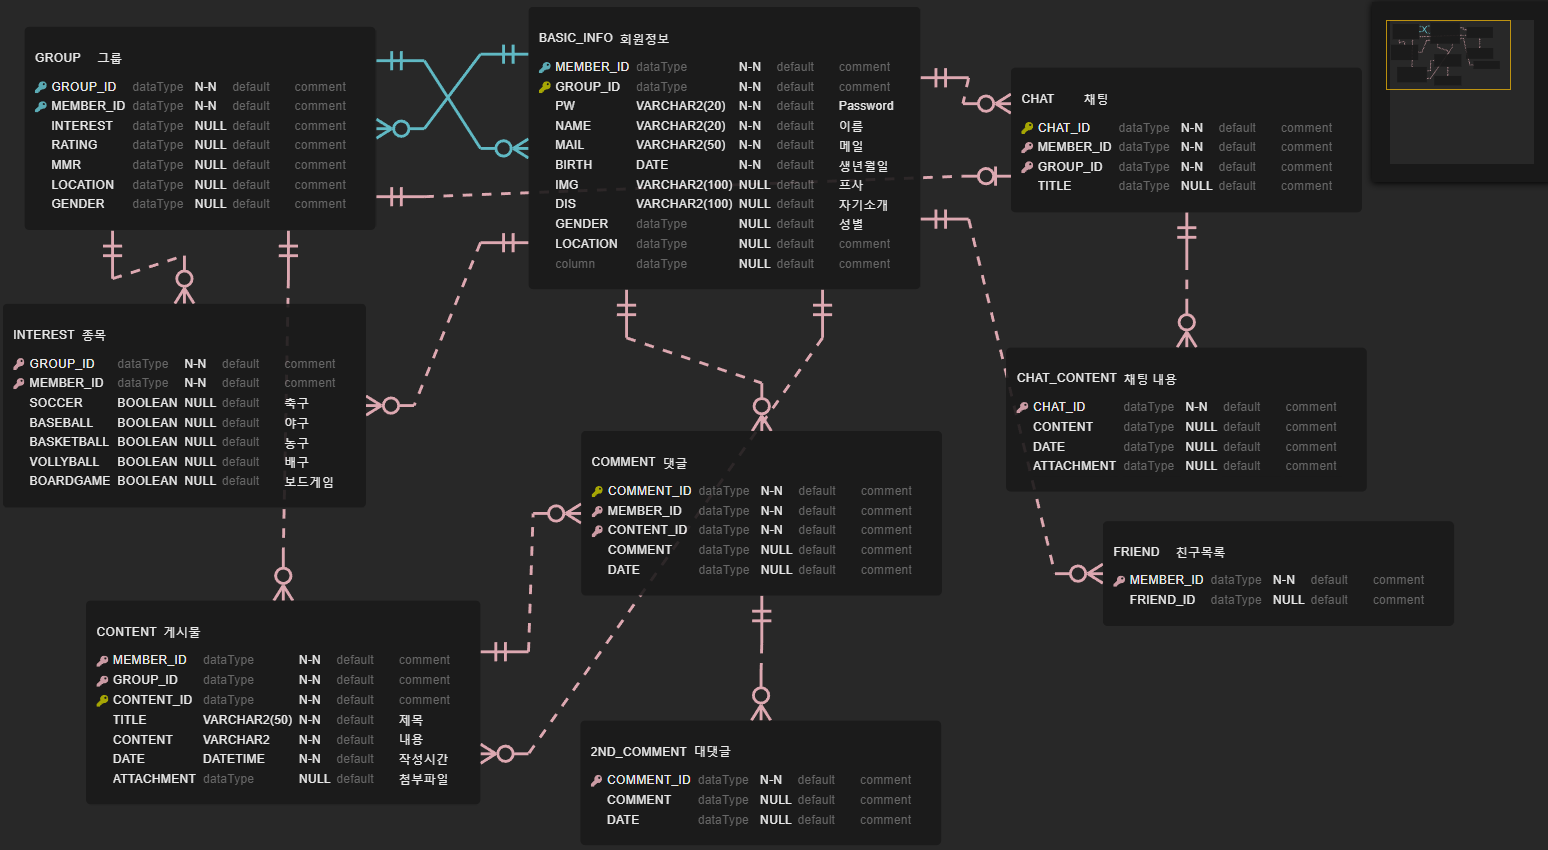 GROUP 그룹
GROUP_ID dataType N-N default comment
MEMBER_ID dataType N-N default comment
INTEREST dataType NULL default comment
RATING dataType NULL default comment
MMR dataType NULL default comment
LOCATION dataType NULL default comment
GENDER dataType NULL default comment
BASIC_INFO 회원정보
MEMBER_ID dataType N-N default comment
GROUP_ID dataType N-N default comment
PW VARCHAR2(20) N-N default Password
NAME VARCHAR2(20) N-N default 이름
MAIL VARCHAR2(50) N-N default 메일
BIRTH DATE N-N default 생년월일
IMG VARCHAR2(100) NULL default 프사
DIS VARCHAR2(100) NULL default 자기소개
GENDER dataType NULL default 성별
LOCATION dataType NULL default comment
column dataType NULL default comment
CHAT 채팅
CHAT_ID dataType N-N default comment
MEMBER_ID dataType N-N default comment
GROUP_ID dataType N-N default comment
TITLE dataType NULL default comment
INTEREST 종목
GROUP_ID dataType N-N default comment
MEMBER_ID dataType N-N default comment
SOCCER BOOLEAN NULL default 축구
BASEBALL BOOLEAN NULL default 야구
BASKETBALL BOOLEAN NULL default 농구
VOLLYBALL BOOLEAN NULL default 배구
BOARDGAME BOOLEAN NULL default 보드게임
CHAT_CONTENT 채팅 내용
CHAT_ID dataType N-N default comment
CONTENT dataType NULL default comment
DATE dataType NULL default comment
ATTACHMENT dataType NULL default comment
COMMENT 댓글
COMMENT_ID dataType N-N default comment
MEMBER_ID dataType N-N default comment
CONTENT_ID dataType N-N default comment
COMMENT dataType NULL default comment
DATE dataType NULL default comment
FRIEND 친구목록
MEMBER_ID dataType N-N default comment
FRIEND_ID dataType NULL default comment
CONTENT 게시물
MEMBER_ID dataType N-N default comment
GROUP_ID dataType N-N default comment
CONTENT_ID dataType N-N default comment
TITLE VARCHAR2(50) N-N default 제목
CONTENT VARCHAR2 N-N default 내용
DATE DATETIME N-N default 작성시간
ATTACHMENT dataType NULL default 첨부파일
2ND_COMMENT 대댓글
COMMENT_ID dataType N-N default comment
COMMENT dataType NULL default comment
DATE dataType NULL default comment